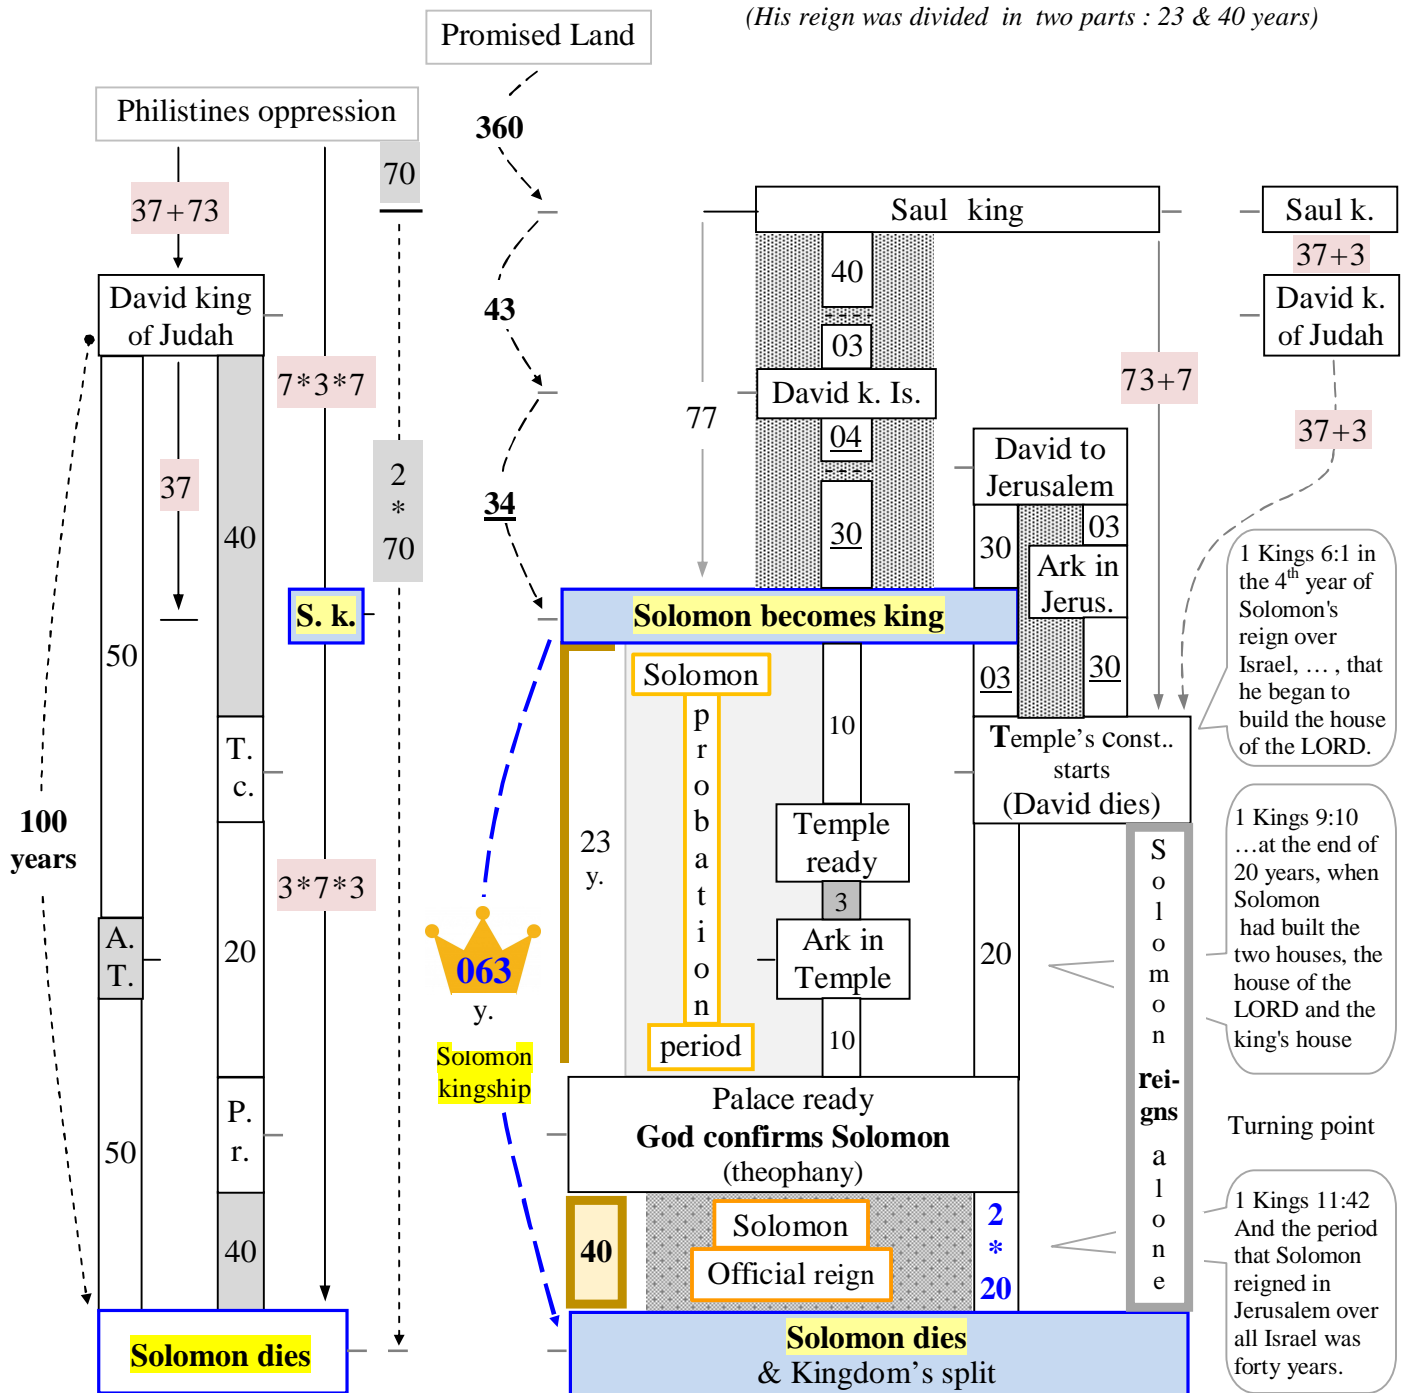 (His reign was divided in two parts : 23 & 40 years)
Promised Land
Philistines oppression
360
70
37+73
Saul king
Saul k.
37+3
David king
of Judah
40
David k.
of Judah
43
03
7*3*7
David k. Is.
73+7
77
04
37+3
David to
Jerusalem
2
*
70
37
34
40
30
30
03
Ark in
Jerus.
1 Kings 6:1 in
the 4th year of
Solomon's
reign over
Israel, … , that
he began to
build the house
of the LORD.
S. k.
Solomon becomes king
50
Solomon
03
30
probation
10
T.
c.
Temple's const..
starts
(David dies)
100
years
23
y.
Temple
ready
1 Kings 9:10
…at the end of
20 years, when
Solomon
had built the
two houses, the
house of the
LORD and the
king's house
3*7*3
3
A.
T.
20
063
y.
Ark in
Temple
20
Solomon
rei-
gns
alone
10
period
Solomon
kingship
P.
r.
50
Palace ready
God confirms Solomon
(theophany)
Turning point
40
40
Solomon
Official reign
2
*
20
1 Kings 11:42
And the period
that Solomon
reigned in
Jerusalem over
all Israel was
forty years.
Solomon dies
Solomon dies
& Kingdom's split